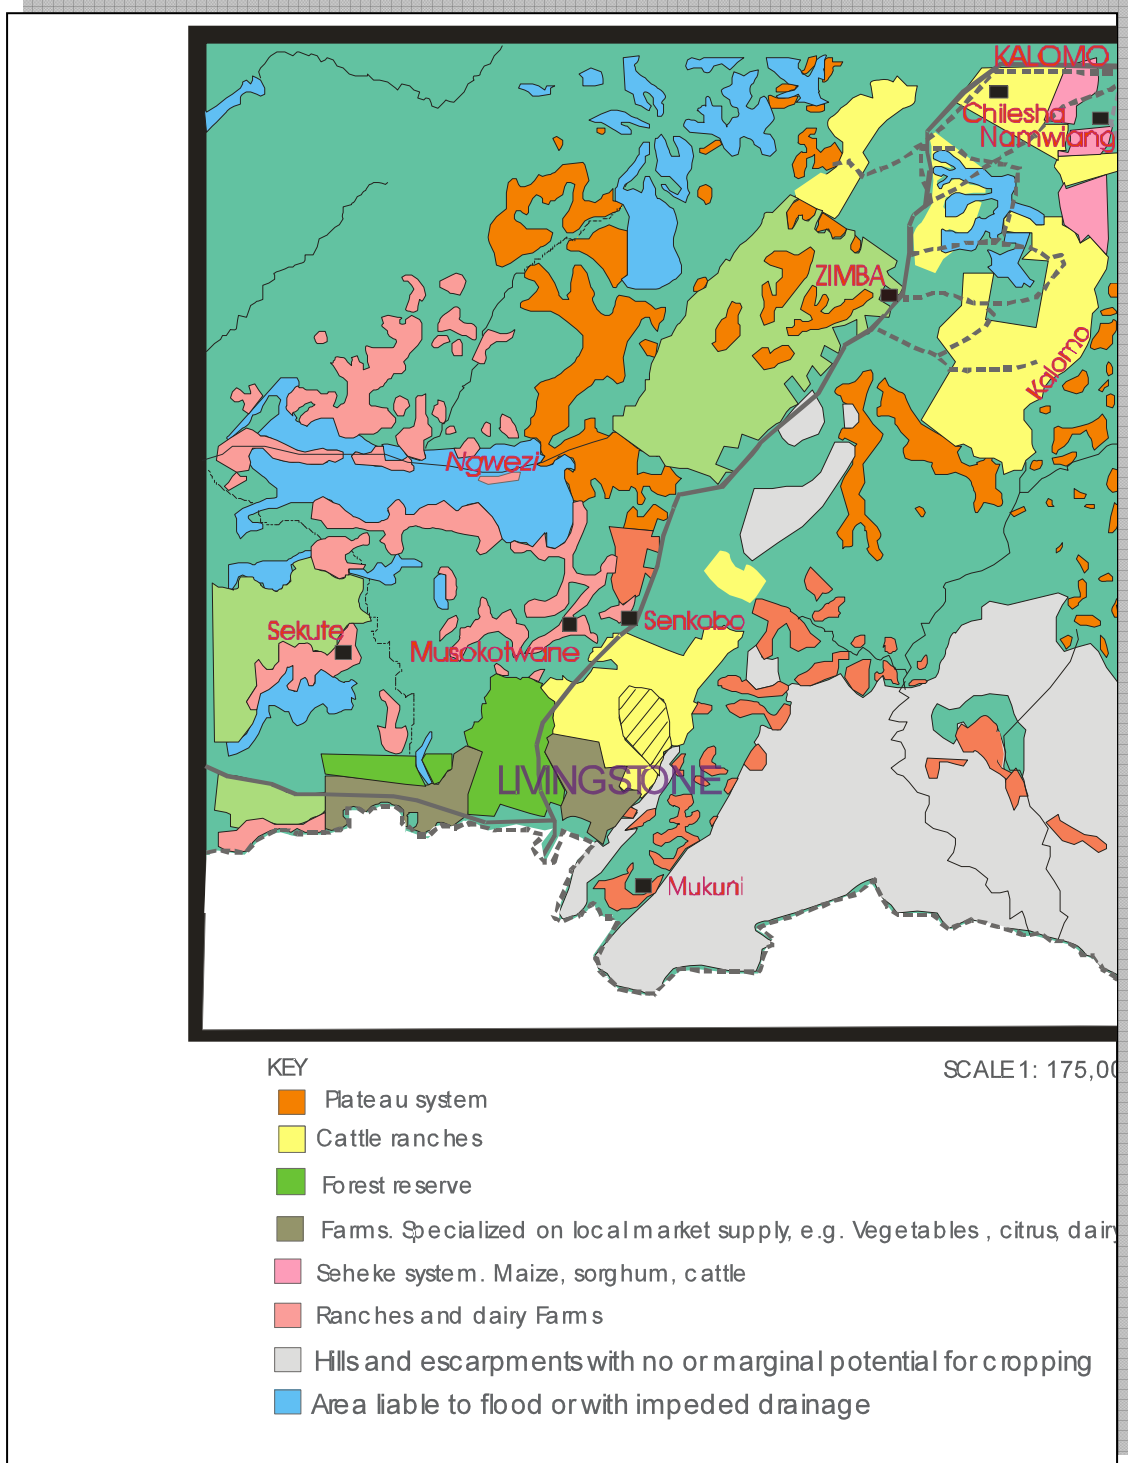 KALOMO
Chilesha
Namwiang
ZIMBA
Kalomo
Ngwezi
Sekute
Senkobo
Musokotwane
LIVINGSTONE
Mukuni
KEY
SCALE 1: 175,00
Plateau system
Cattle ranches
Forest reserve
Farms. Specialized on local market supply, e.g. Vegetables , citrus, dairy
Seheke system. Maize, sorghum, cattle
Ranches and dairy Farms
Hills and escarpments with no or marginal potential for cropping
Area liable to flood or with impeded drainage